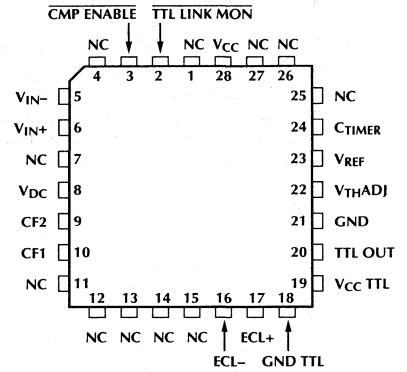 CMP ENABLE TTL LINK MON
NC NC VCC NC NC
4 3 2 1 28 27 26
VIN– 5 25 NC
VIN+ 6 24 CTIMER
NC 7 23 VREF
VDC 8 22 VTHADJ
CF2 9 21 GND
CF1 10 20 TTL OUT
NC 11 19 VCC TTL
12 13 14 15 16 17 18
NC NC NC NC ECL+
ECL– GND TTL